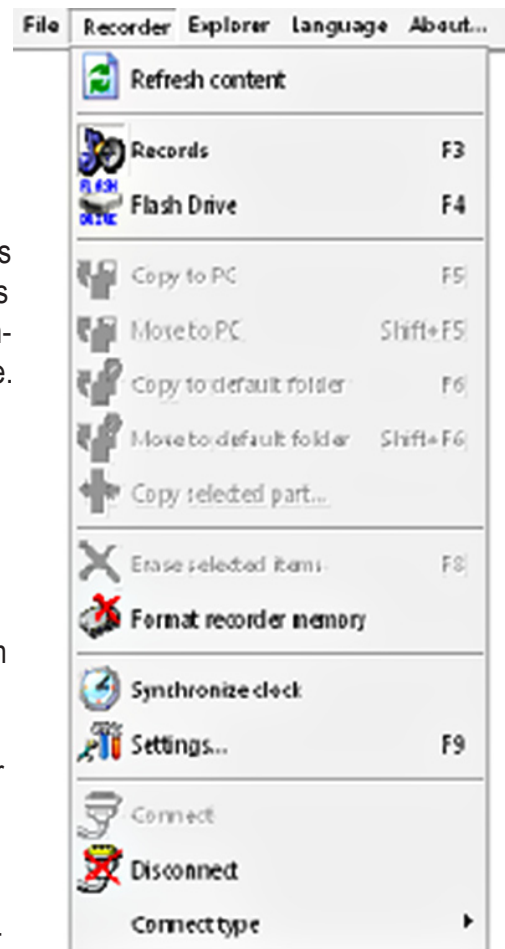 File Recorder Explorer Language About...
Refresh content
Records F3
FLASH DRIVE
Flash Drive F4
s
s
-
e.
Copy to PC F5
Move to PC Shift+F5
Copy to default folder F6
Move to default folder Shift+F6
Copy selected part...
Erase selected items F8
Format recorder memory
n
Synchronize clock
Settings... F9
r
Connect
Disconnect
Connect type